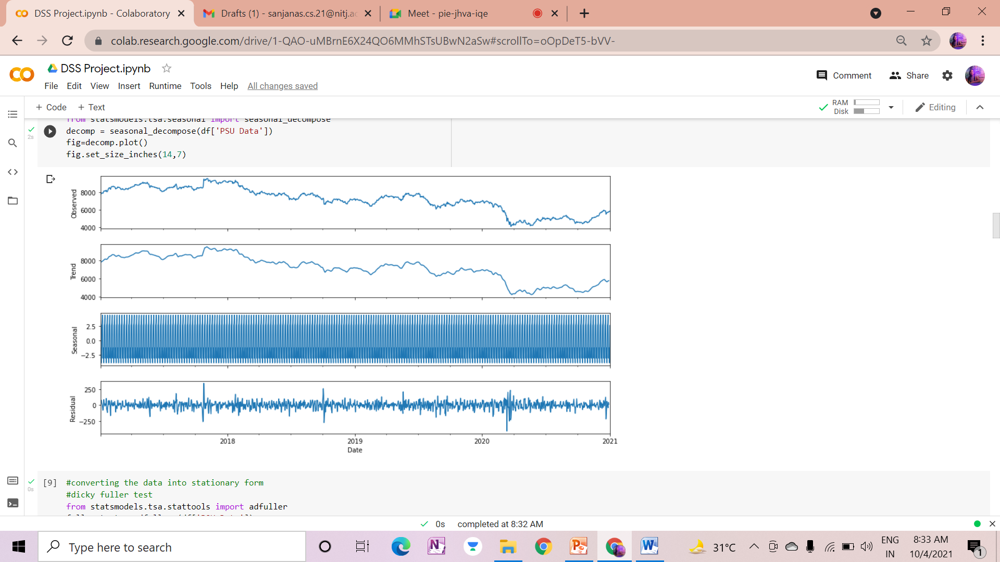 DSS Project.ipynb - Colaboratory
Drafts (1) - sanjanas.cs.21@nitj.ac
Meet - pie-jhva-iqe
colab.research.google.com/drive/1-QAO-uMBrnE6X24QO6MMhSTsUBwN2aSw#scrollTo=oOpDeT5-bVV-
DSS Project.ipynb
Comment
Share
File Edit View Insert Runtime Tools Help All changes saved
+ Code + Text
RAM
Disk
Editing
from statsmodels.tsa.seasonal import seasonal_decompose
2s
decomp = seasonal_decompose(df['PSU Data'])
fig=decomp.plot()
fig.set_size_inches(14,7)
Observed
8000
6000
4000
Trend
8000
6000
4000
Seasonal
2.5
0.0
−2.5
Residual
250
0
−250
2018 2019 2020 2021
Date
[9]
0s
#converting the data into stationary form
#dicky fuller test
from statsmodels.tsa.stattools import adfuller
0s completed at 8:32 AM
Type here to search
31°C
ENG
IN
8:33 AM
10/4/2021
1